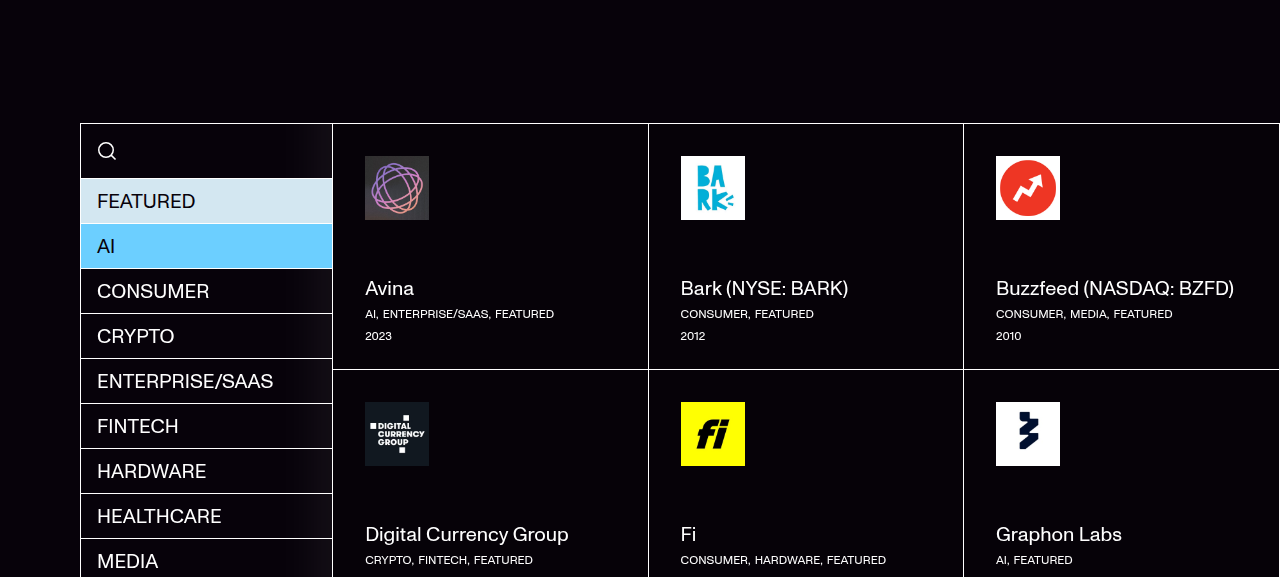 FEATURED
AI
CONSUMER
CRYPTO
ENTERPRISE/SAAS
FINTECH
HARDWARE
HEALTHCARE
MEDIA
Avina
AI, ENTERPRISE/SAAS, FEATURED
2023
BA
RK
Bark (NYSE: BARK)
CONSUMER, FEATURED
2012
Buzzfeed (NASDAQ: BZFD)
CONSUMER, MEDIA, FEATURED
2010
DIGITAL
CURRENCY
GROUP
Digital Currency Group
CRYPTO, FINTECH, FEATURED
fi
Fi
CONSUMER, HARDWARE, FEATURED
Graphon Labs
AI, FEATURED